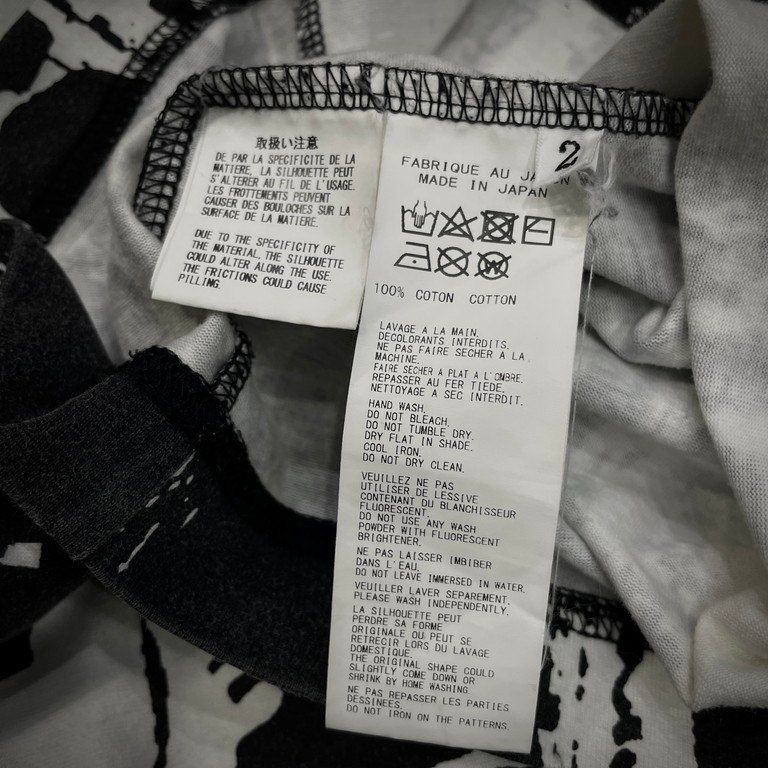 取扱い注意
DE PAR LA SPECIFICITE DE LA
MATIERE, LA SILHOUETTE PEUT
S'ALTERER AU FIL DE L'USAGE.
LES FROTTEMENTS PEUVENT
CAUSER DES BOULOCHES SUR LA
SURFACE DE LA MATIERE.
DUE TO THE SPECIFICITY OF
THE MATERIAL, THE SILHOUETTE
COULD ALTER ALONG THE USE.
THE FRICTIONS COULD CAUSE
PILLING.
2
FABRIQUE AU JA N
MADE IN JAPAN
W
100% COTON COTTON
LAVAGE A LA MAIN.
DECOLORANTS INTERDITS.
NE PAS FAIRE SECHER A LA
MACHINE.
FAIRE SECHER A PLAT A L'OMBRE.
REPASSER AU FER TIEDE.
NETTOYAGE A SEC INTERDIT.
HAND WASH.
DO NOT BLEACH.
DO NOT TUMBLE DRY.
DRY FLAT IN SHADE.
COOL IRON.
DO NOT DRY CLEAN.
VEUILLEZ NE PAS
UTILISER DE LESSIVE
CONTENANT DU BLANCHISSEUR
FLUORESCENT.
DO NOT USE ANY WASH
POWDER WITH FLUORESCENT
BRIGHTENER.
NE PAS LAISSER IMBIBER
DANS L'EAU.
DO NOT LEAVE IMMERSED IN WATER.
VEUILLER LAVER SEPAREMENT.
PLEASE WASH INDEPENDENTLY.
LA SILHOUETTE PEUT
PERDRE SA FORME
ORIGINALE OU PEUT SE
RETRECIR LORS DU LAVAGE
DOMESTIQUE.
THE ORIGINAL SHAPE COULD
SLIGHTLY COME DOWN OR
SHRINK BY HOME WASHING.
NE PAS REPASSER LES PARTIES
DESSINEES.
DO NOT IRON ON THE PATTERNS.